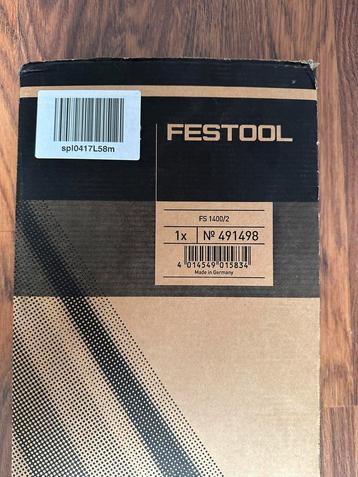 spl0417L58m
FESTOOL
FS 1400/2
1x Nº 491498
4 014549 015834
Made in Germany